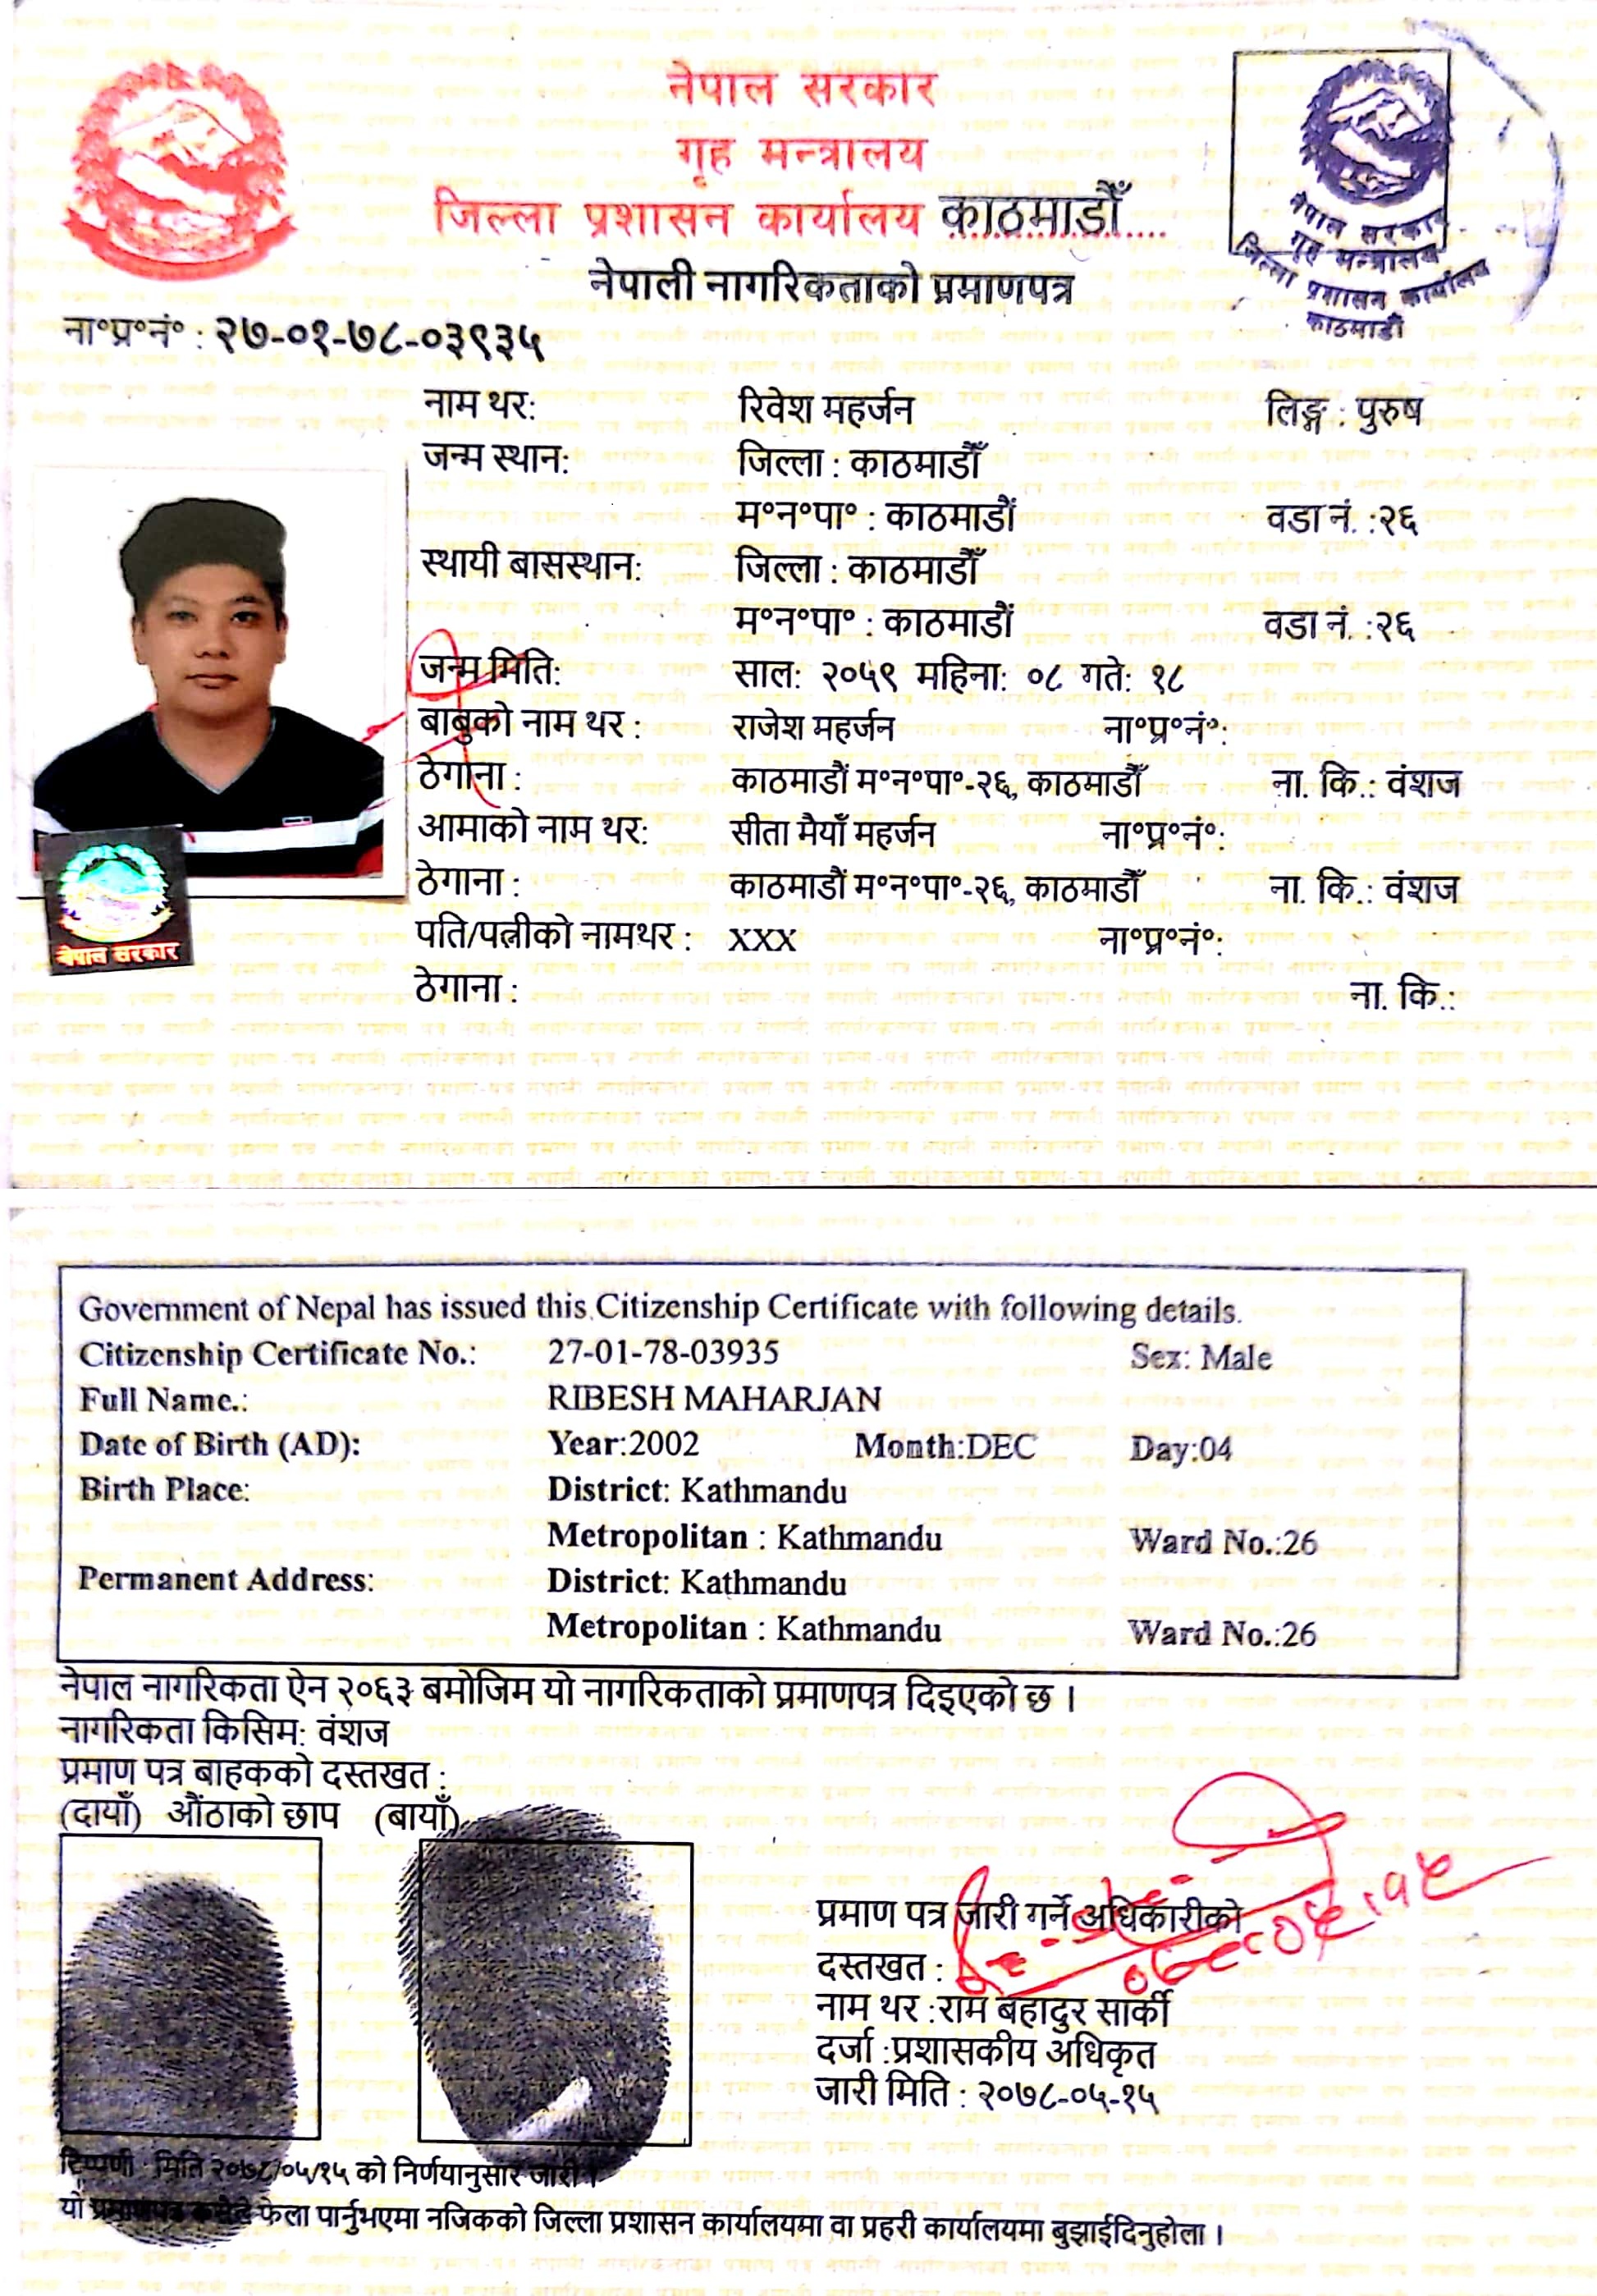 नेपाल सरकार
गृह मन्त्रालय
जिल्ला प्रशासन कार्यालय काठमाडौँ
नेपाली नागरिकताको प्रमाणपत्र
नेपाल सरकार
गृह मन्त्रालय
जिल्ला प्रशासन कार्यालय
काठमाडौं
ना॰प्र॰नं॰ : २७-०१-७८-०३९३५
नाम थर: रिवेश महर्जन लिङ्ग : पुरुष
जन्म स्थान: जिल्ला : काठमाडौँ
म॰न॰पा॰ : काठमाडौं वडा नं. :२६
स्थायी बासस्थान: जिल्ला : काठमाडौँ
म॰न॰पा॰ : काठमाडौं वडा नं. :२६
जन्म मिति: साल: २०५९ महिना: ०८ गते: १८
बाबुको नाम थर : राजेश महर्जन ना॰प्र॰नं॰:
ठेगाना : काठमाडौं म॰न॰पा॰-२६, काठमाडौँ ना. कि.: वंशज
आमाको नाम थर: सीता मैयाँ महर्जन ना॰प्र॰नं॰:
ठेगाना : काठमाडौं म॰न॰पा॰-२६, काठमाडौँ ना. कि.: वंशज
पति/पत्नीको नामथर : XXX ना॰प्र॰नं॰:
ठेगाना : ना. कि.:
नेपाल सरकार
Government of Nepal has issued this Citizenship Certificate with following details.
Citizenship Certificate No.: 27-01-78-03935 Sex: Male
Full Name.: RIBESH MAHARJAN
Date of Birth (AD): Year:2002 Month:DEC Day:04
Birth Place: District: Kathmandu
Metropolitan : Kathmandu Ward No.:26
Permanent Address: District: Kathmandu
Metropolitan : Kathmandu Ward No.:26
नेपाल नागरिकता ऐन २०६३ बमोजिम यो नागरिकताको प्रमाणपत्र दिइएको छ ।
नागरिकता किसिम: वंशज
प्रमाण पत्र बाहकको दस्तखत :
(दायाँ) औंठाको छाप (बायाँ)
प्रमाण पत्र जारी गर्ने अधिकारीको
दस्तखत :
नाम थर :राम बहादुर सार्की
दर्जा :प्रशासकीय अधिकृत
जारी मिति : २०७८-०५-१५
टिप्पणी : मिति २०७८/०५/१५ को निर्णयानुसार जारी ।
यो प्रमाणपत्र कसैले फेला पार्नुभएमा नजिकको जिल्ला प्रशासन कार्यालयमा वा प्रहरी कार्यालयमा बुझाईदिनुहोला ।